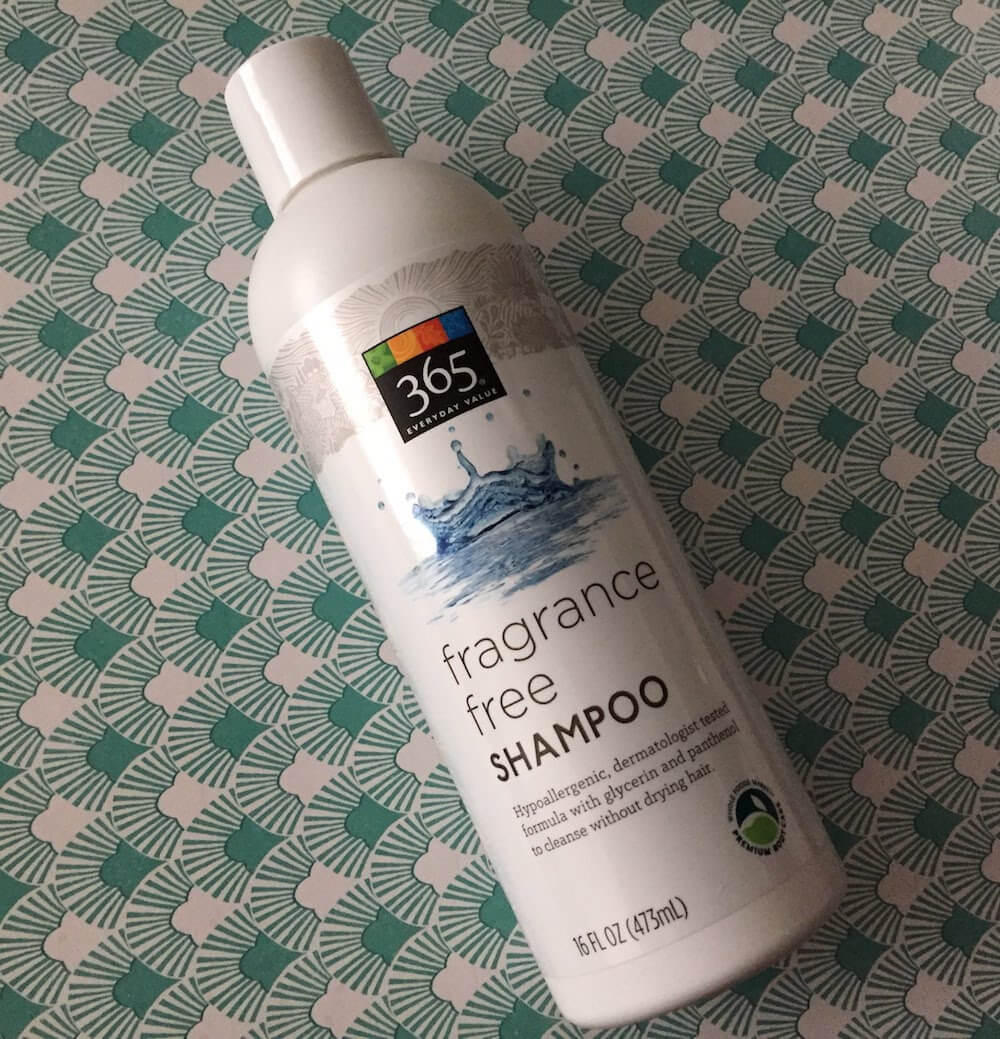 365®
EVERYDAY VALUE
fragrance
free
SHAMPOO
Hypoallergenic, dermatologist tested
formula with glycerin and panthenol
to cleanse without drying hair.
PREMIUM BODY
16 FL OZ (473mL)